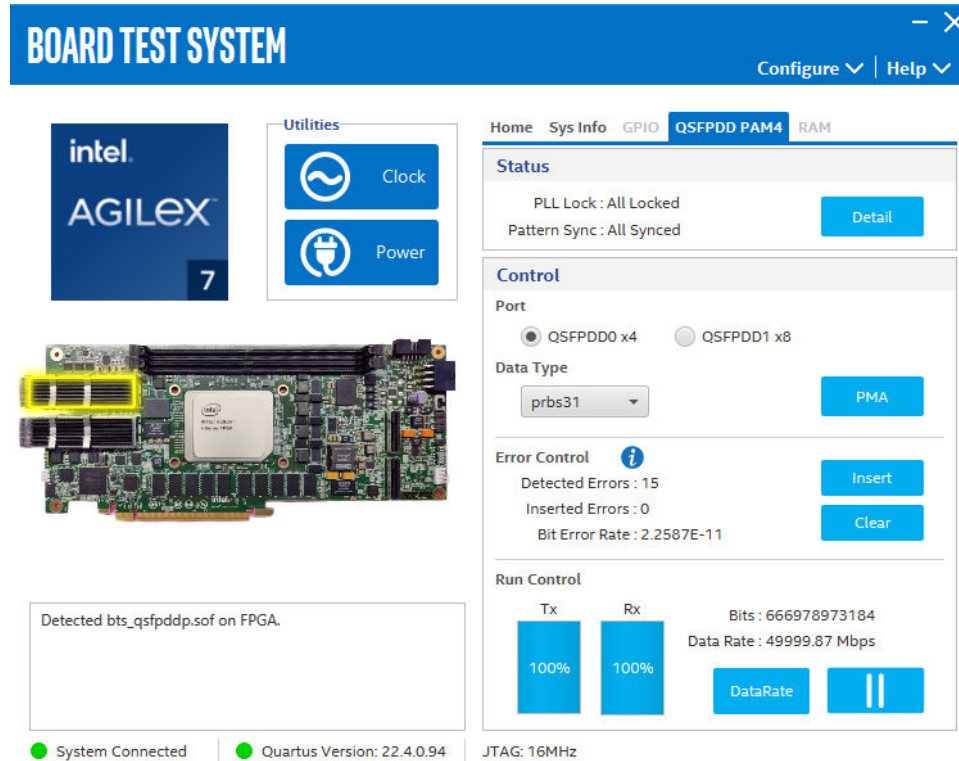 BOARD TEST SYSTEM
Configure | Help
intel.
AGILEX
7
Utilities
Clock
Power
Home Sys Info GPIO QSFPDD PAM4 RAM
Status
PLL Lock : All Locked
Pattern Sync : All Synced
Detail
Control
Port
QSFPDD0 x4 QSFPDD1 x8
Data Type
prbs31
PMA
Error Control i
Detected Errors : 15
Insert
Inserted Errors : 0
Bit Error Rate : 2.2587E-11
Clear
Run Control
Tx Rx
100% 100%
Bits : 666978973184
Data Rate : 49999.87 Mbps
DataRate
Detected bts_qsfpddp.sof on FPGA.
System Connected Quartus Version: 22.4.0.94 JTAG: 16MHz